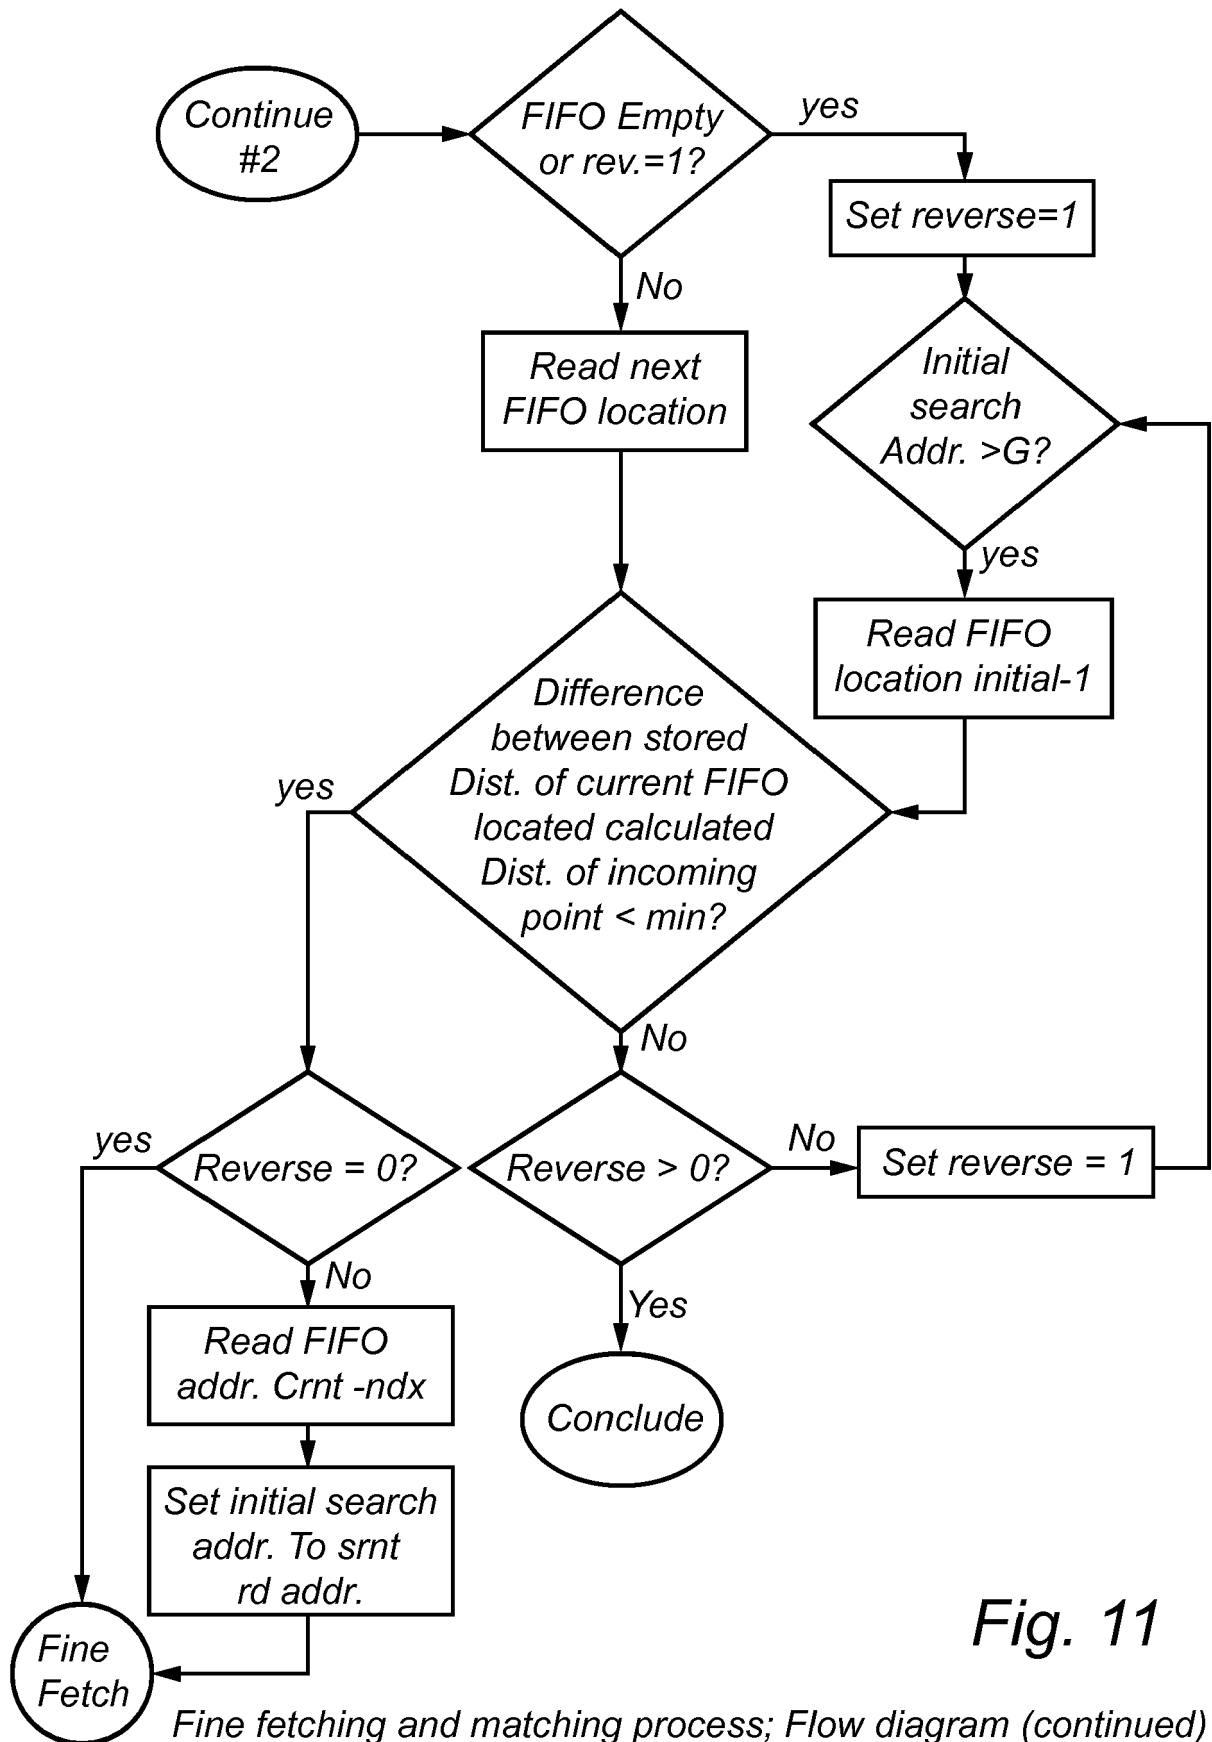 Continue
#2
FIFO Empty
or rev.=1?
yes
Set reverse=1
No
Read next
FIFO location
Initial
search
Addr. >G?
yes
Read FIFO
location initial-1
Difference
between stored
Dist. of current FIFO
located calculated
Dist. of incoming
point < min?
yes
No
yes
Reverse = 0?
Reverse > 0?
No
Set reverse = 1
No
Yes
Read FIFO
addr. Crnt -ndx
Conclude
Set initial search
addr. To srnt
rd addr.
Fine
Fetch
Fig. 11
Fine fetching and matching process; Flow diagram (continued)